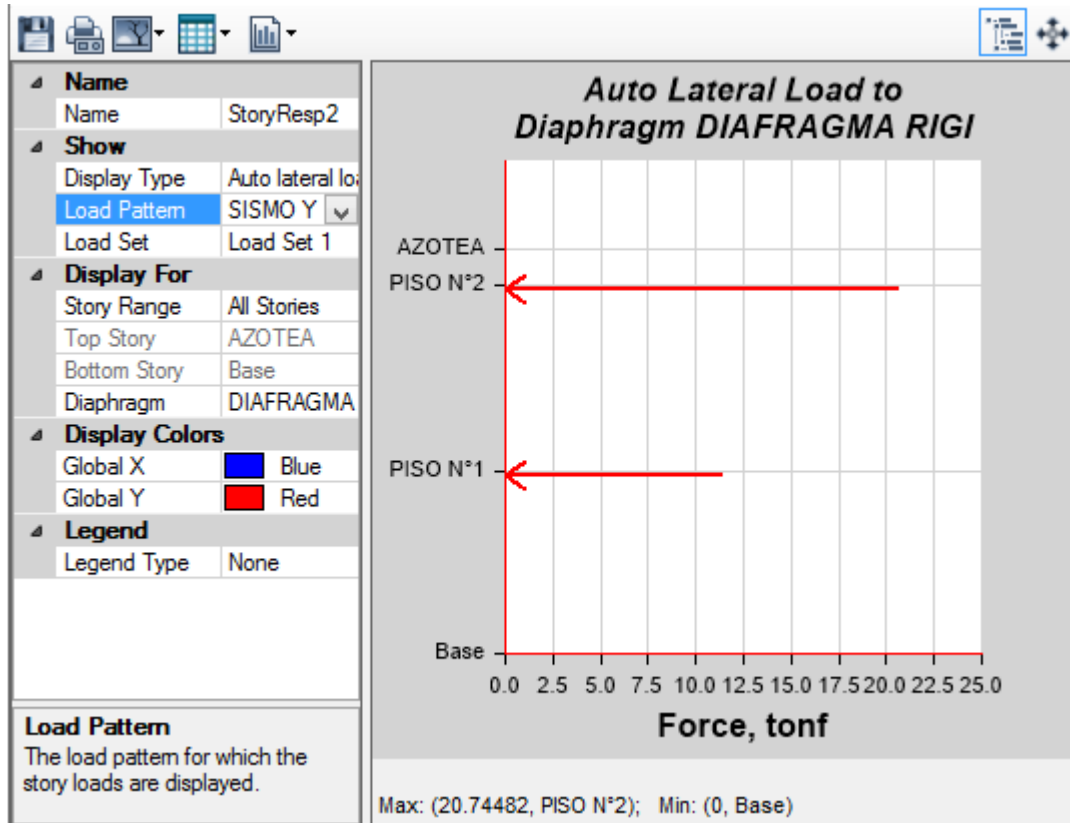 Name
Name StoryResp2
Show
Display Type Auto lateral loa
Load Pattern SISMO Y
Load Set Load Set 1
Display For
Story Range All Stories
Top Story AZOTEA
Bottom Story Base
Diaphragm DIAFRAGMA
Display Colors
Global X Blue
Global Y Red
Legend
Legend Type None
Load Pattern
The load pattern for which the
story loads are displayed.
Auto Lateral Load to
Diaphragm DIAFRAGMA RIGI
AZOTEA
PISO N°2
PISO N°1
Base
0.0 2.5 5.0 7.5 10.0 12.5 15.0 17.5 20.0 22.5 25.0
Force, tonf
Max: (20.74482, PISO N°2); Min: (0, Base)